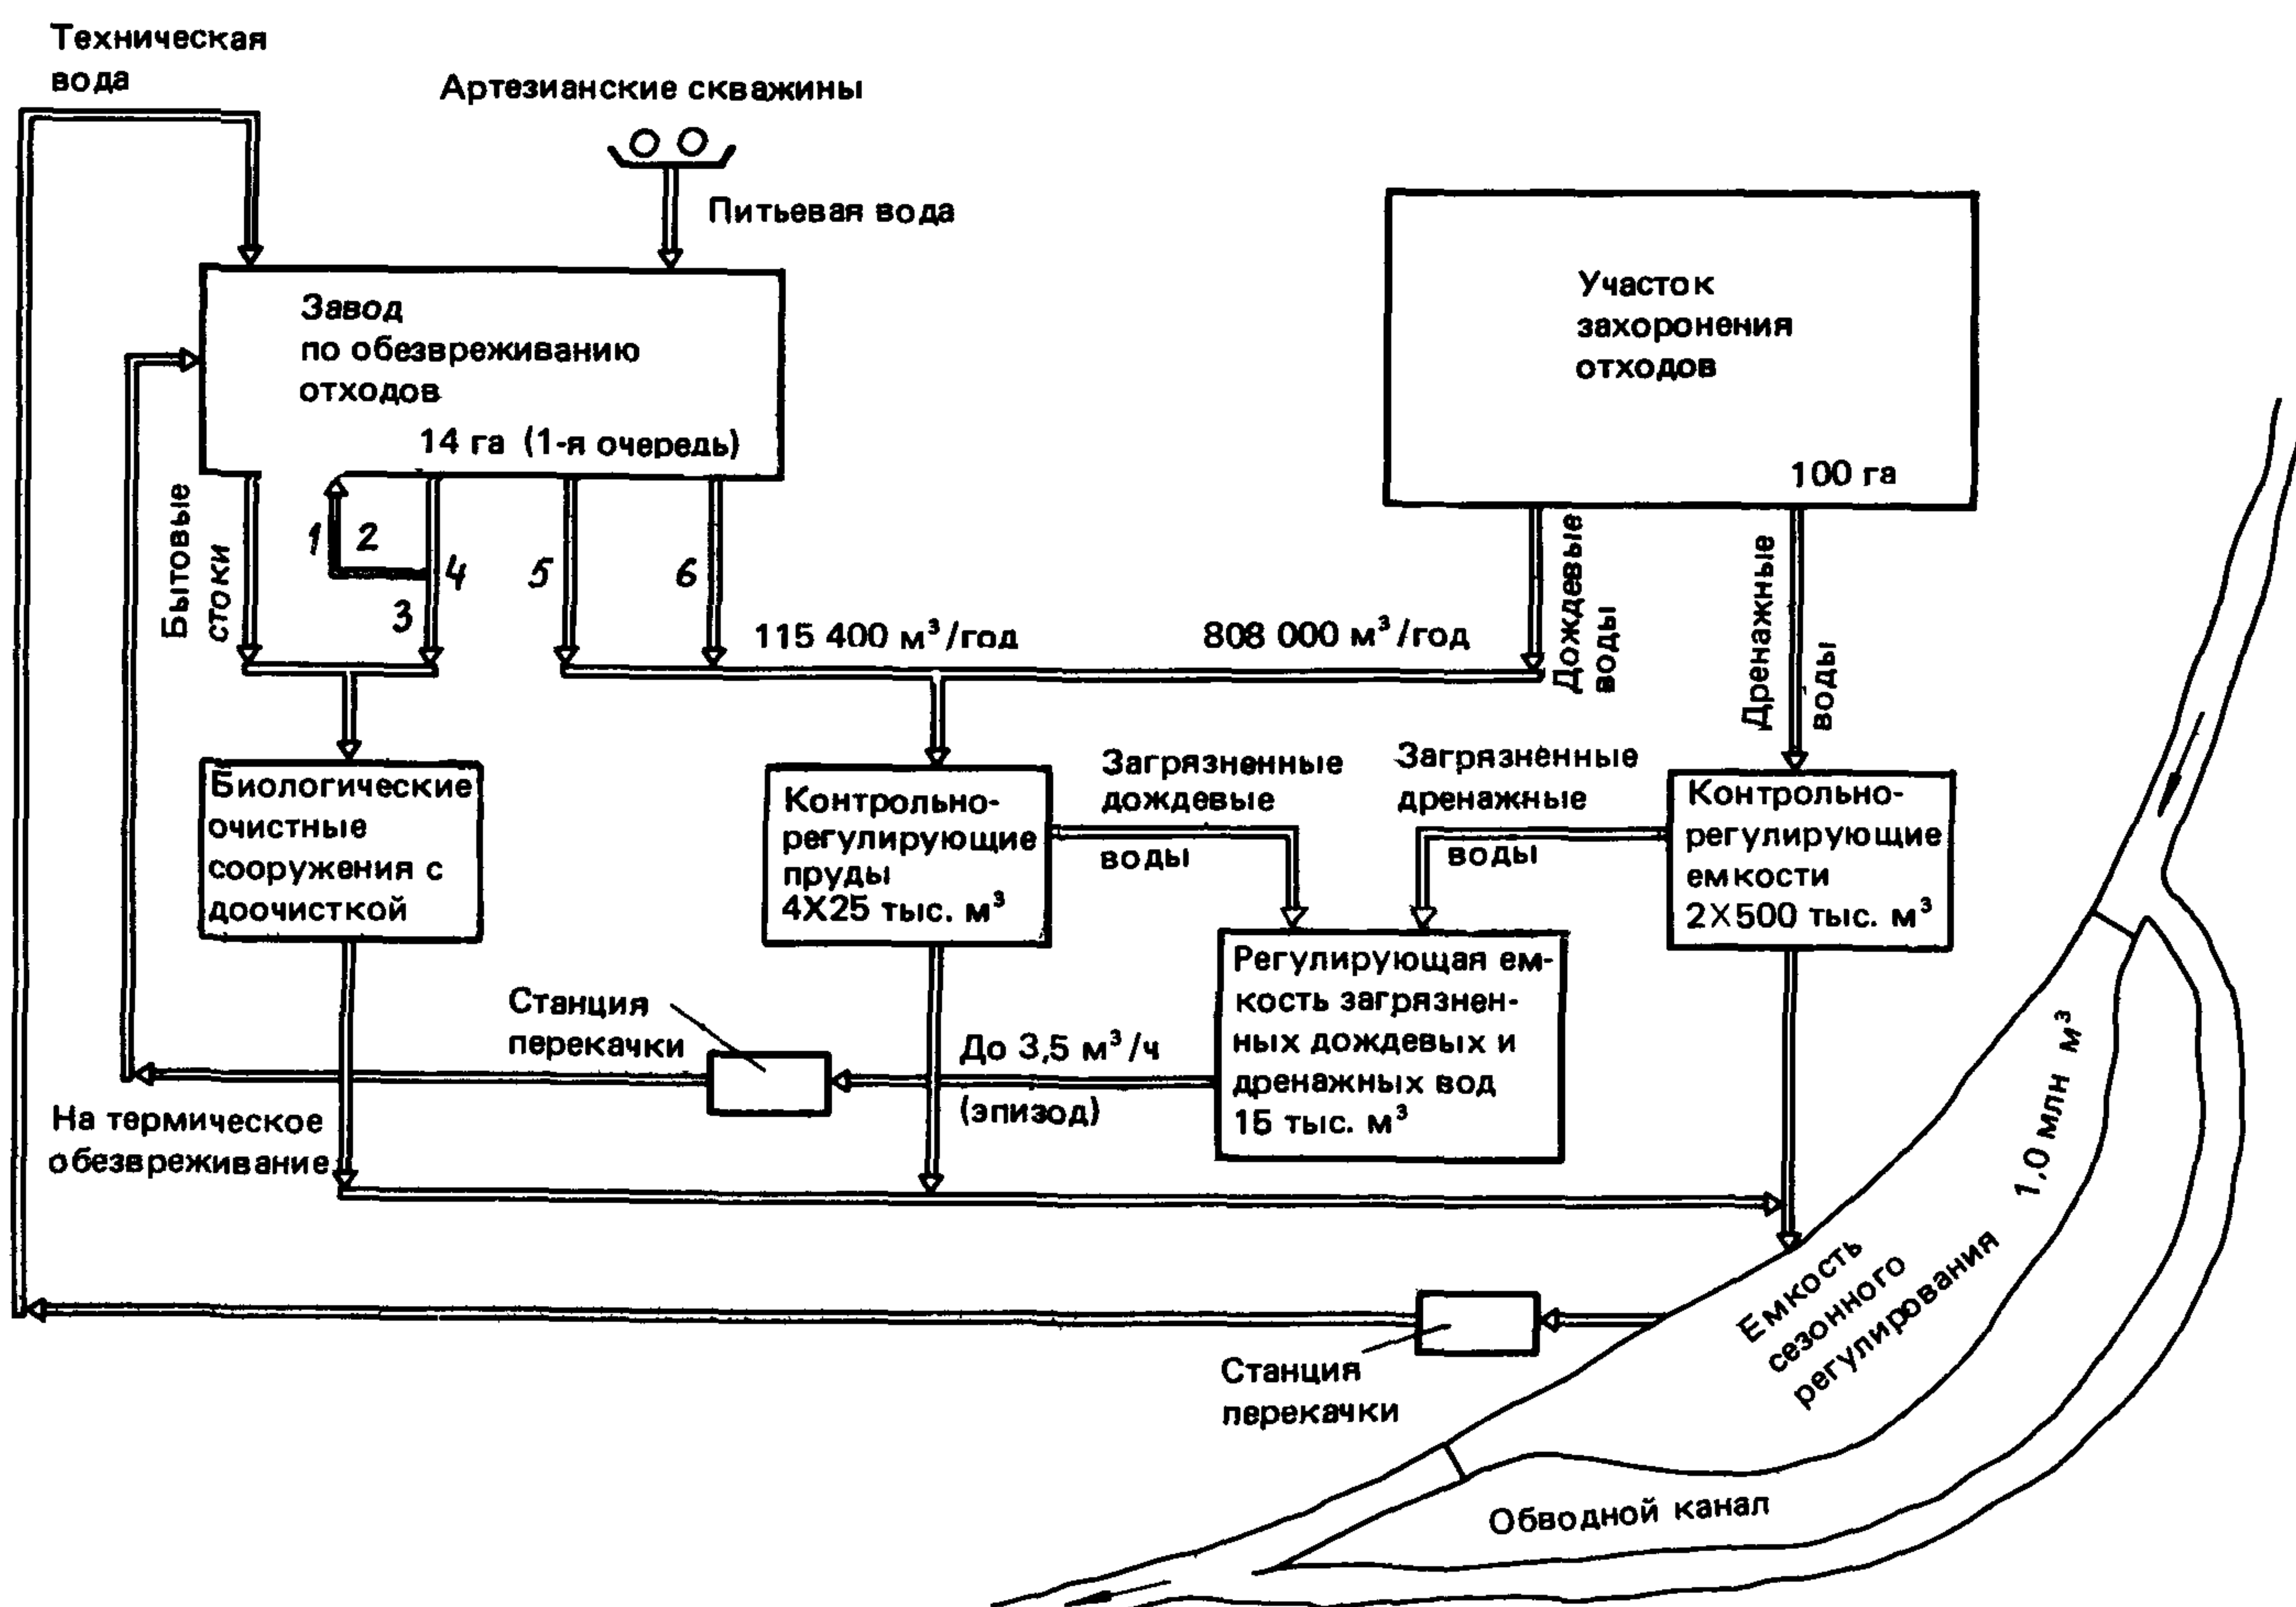 Техническая
вода
Артезианские скважины
Питьевая вода
Завод
по обезвреживанию
отходов
14 га (1-я очередь)
Участок
захоронения
отходов
100 га
Бытовые
стоки
1
2
3
4
5
6
115 400 м³/год
808 000 м³/год
Дождевые
воды
Дренажные
воды
Биологические
очистные
сооружения с
доочисткой
Контрольно-
регулирующие
пруды
4X25 тыс. м³
Загрязненные
дождевые
воды
Загрязненные
дренажные
воды
Контрольно-
регулирующие
емкости
2X500 тыс. м³
Регулирующая ем-
кость загрязнен-
ных дождевых и
дренажных вод
15 тыс. м³
Станция
перекачки
До 3,5 м³/ч
(эпизод)
На термическое
обезвреживание
Станция
перекачки
Емкость
сезонного
регулирования
1,0 млн м³
Обводной канал